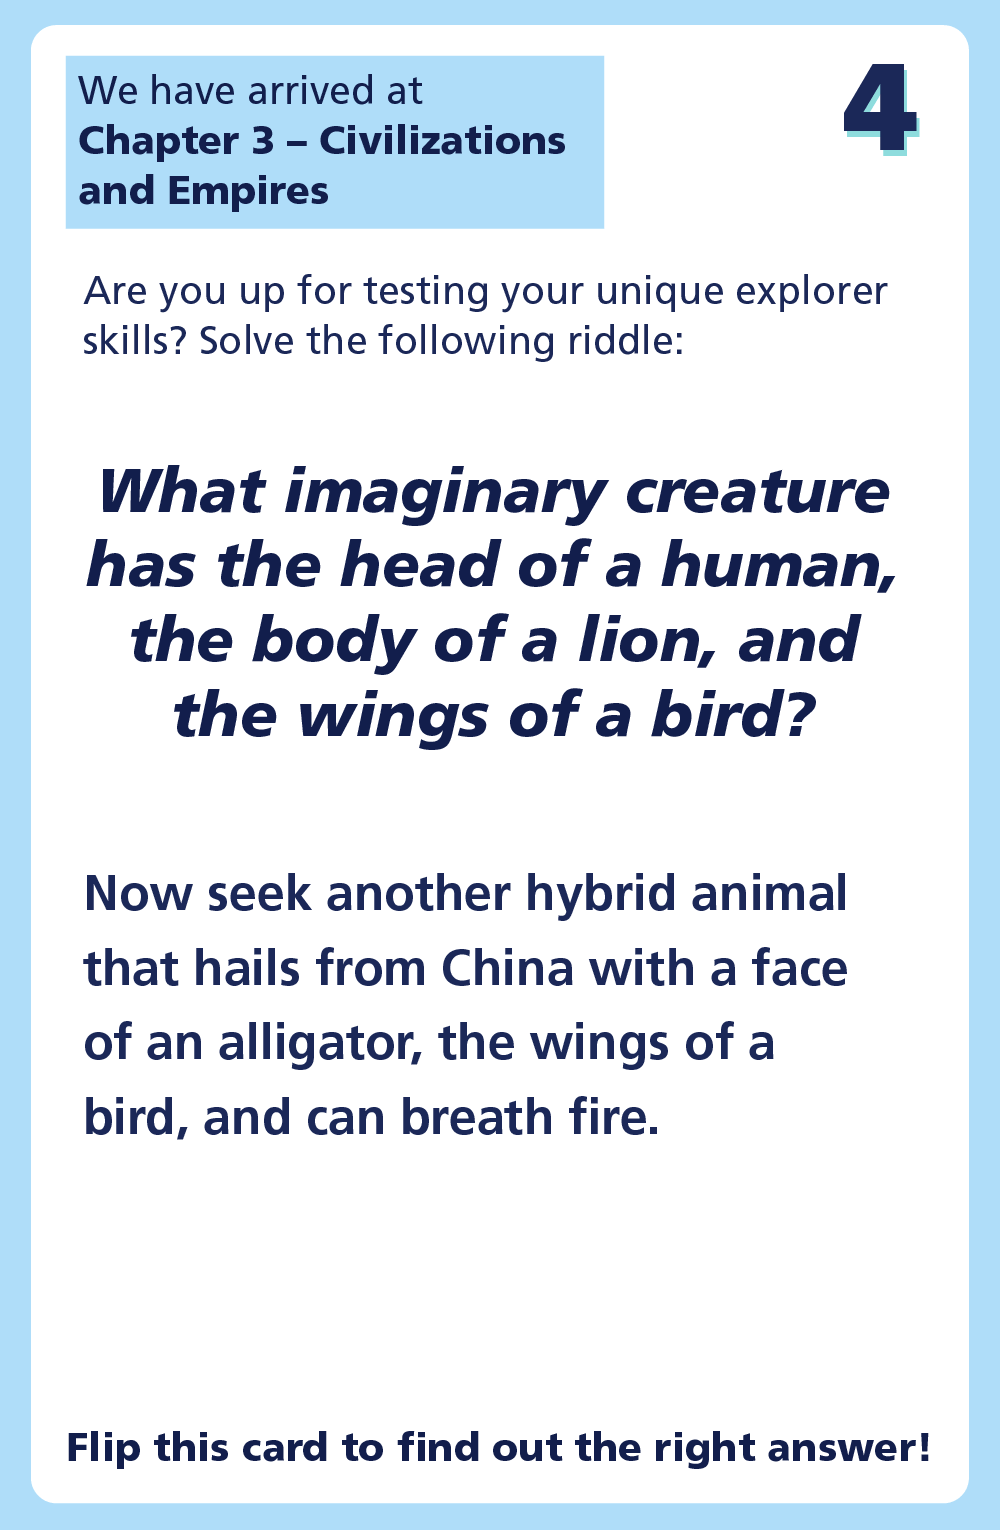 We have arrived at
Chapter 3 – Civilizations
and Empires
4
Are you up for testing your unique explorer
skills? Solve the following riddle:
What imaginary creature
has the head of a human,
the body of a lion, and
the wings of a bird?
Now seek another hybrid animal
that hails from China with a face
of an alligator, the wings of a
bird, and can breath fire.
Flip this card to find out the right answer!